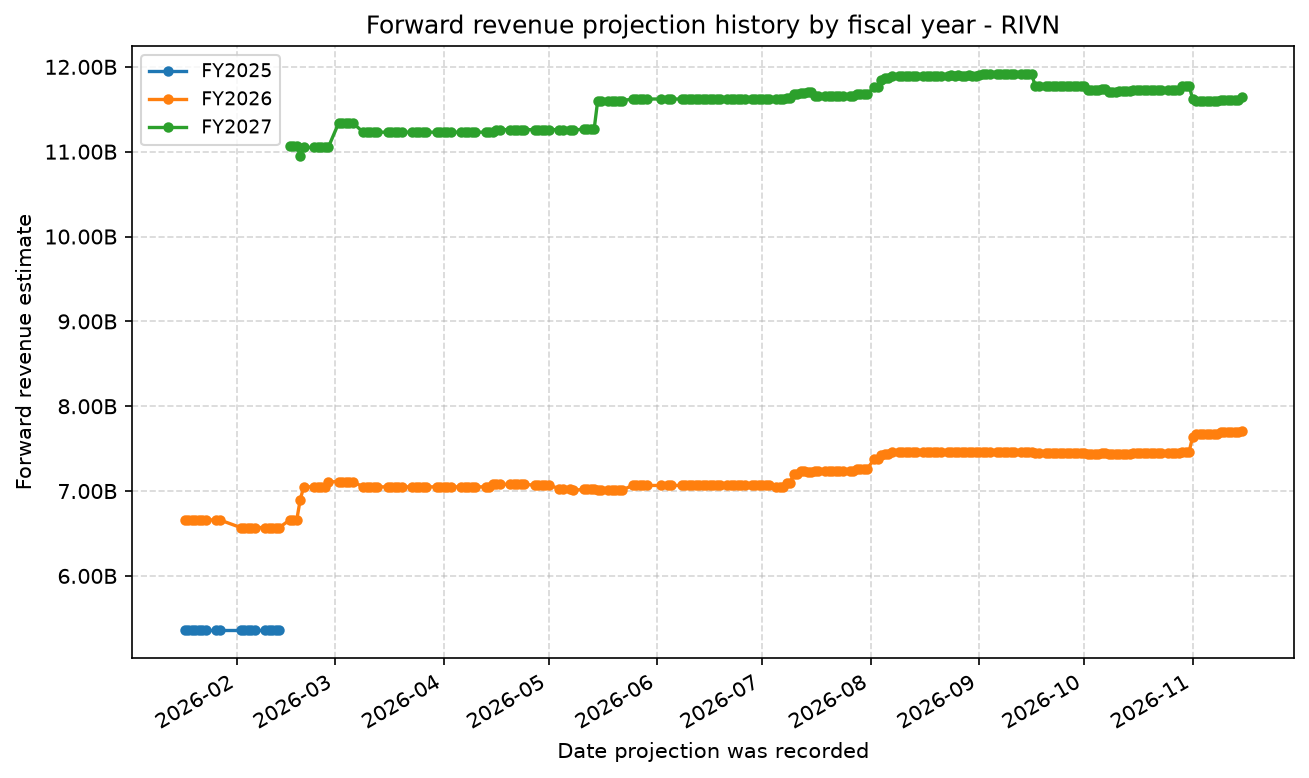 Forward revenue projection history by fiscal year - RIVN
FY2025
FY2026
FY2027
Forward revenue estimate
12.00B
11.00B
10.00B
9.00B
8.00B
7.00B
6.00B
2026-02
2026-03
2026-04
2026-05
2026-06
2026-07
2026-08
2026-09
2026-10
2026-11
Date projection was recorded